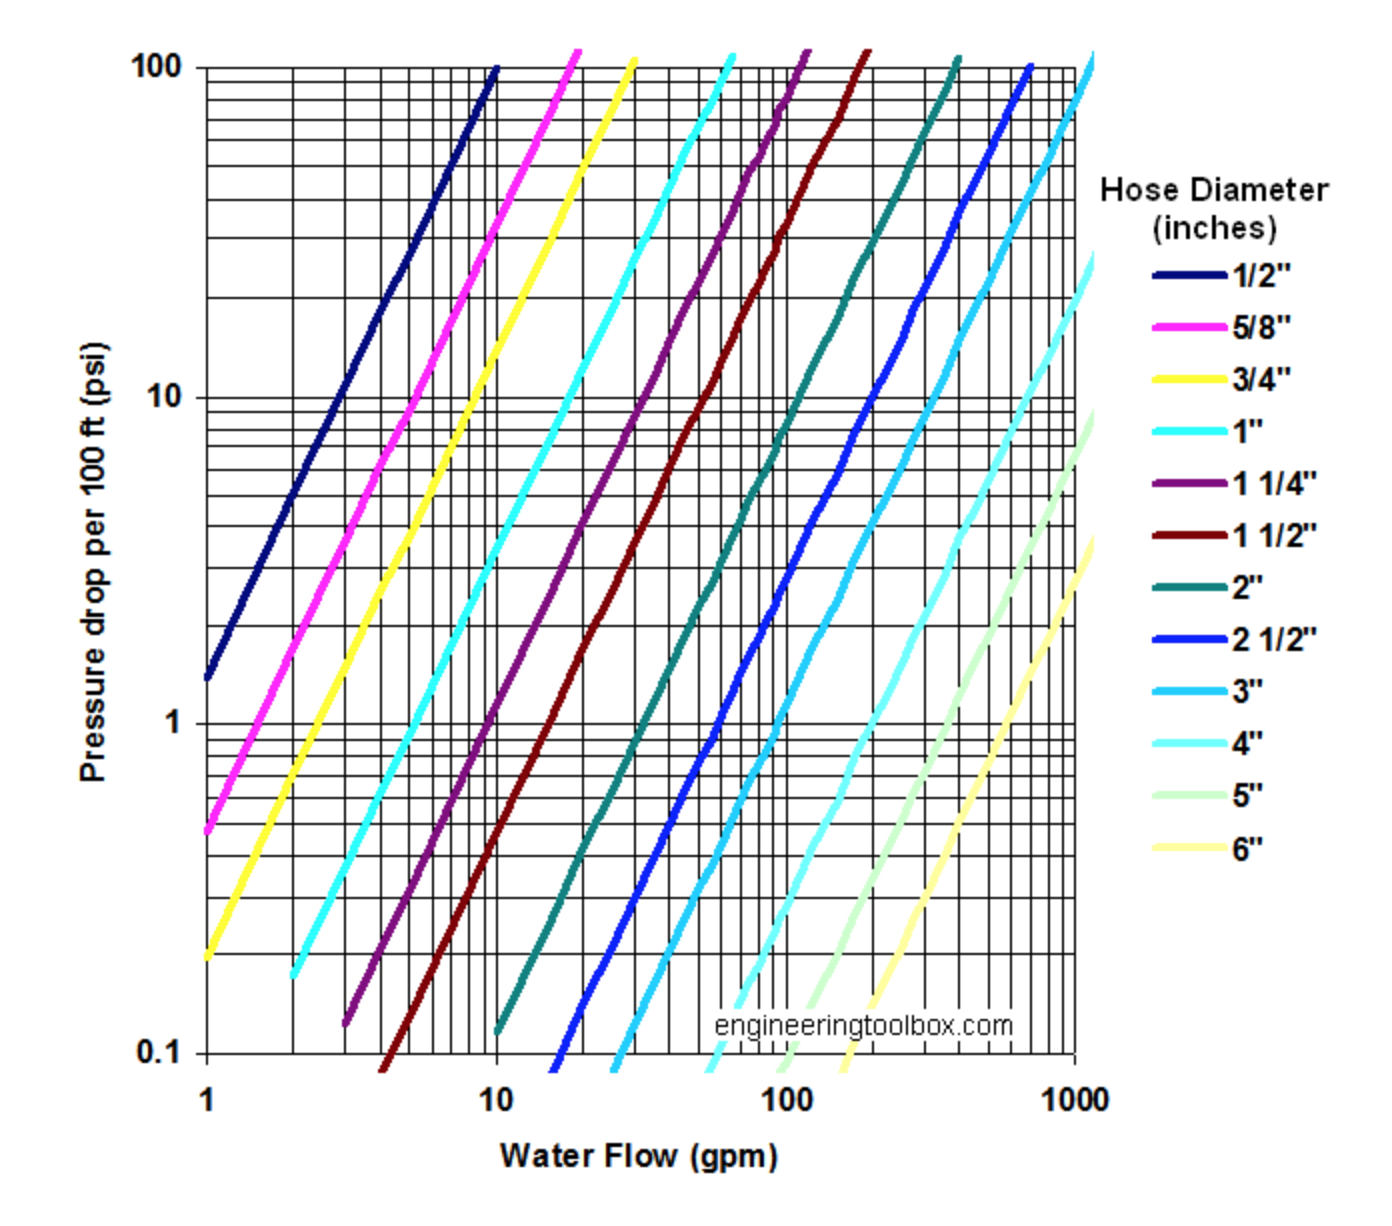 100
10
1
0.1
Pressure drop per 100 ft (psi)
1 10 100 1000
Water Flow (gpm)
engineeringtoolbox.com
Hose Diameter
(inches)
1/2"
5/8"
3/4"
1"
1 1/4"
1 1/2"
2"
2 1/2"
3"
4"
5"
6"